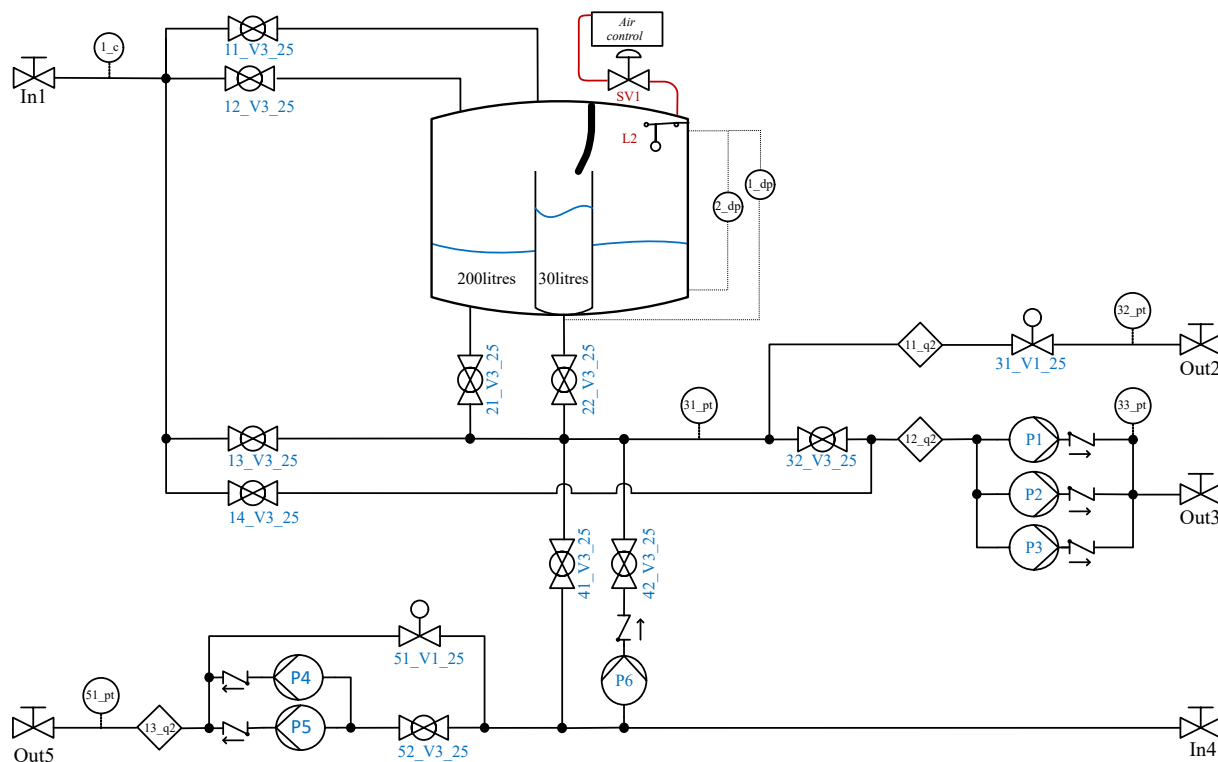 Air
control
1_c
11_V3_25
In1
12_V3_25
SV1
L2
1_dp
2_dp
200litres
30litres
32_pt
11_q2
31_V1_25
Out2
21_V3_25
22_V3_25
31_pt
33_pt
13_V3_25
32_V3_25
12_q2
P1
14_V3_25
P2
Out3
P3
41_V3_25
42_V3_25
51_V1_25
P4
P6
51_pt
13_q2
P5
Out5
52_V3_25
In4